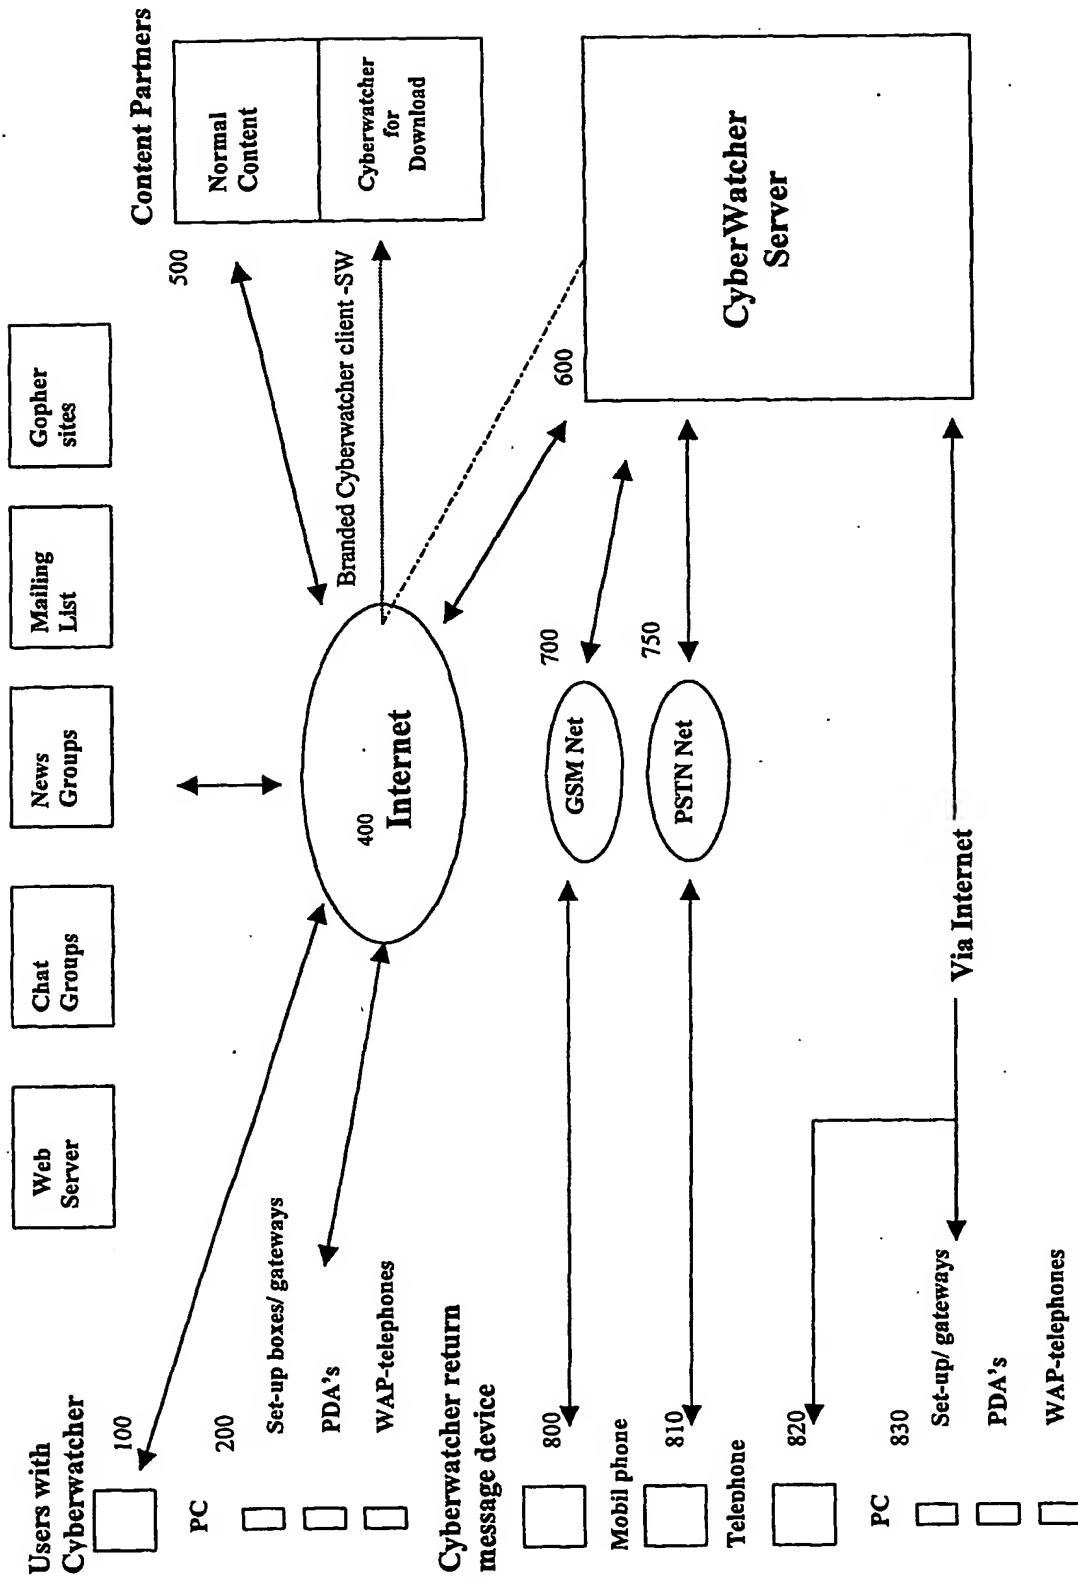 Web
Server
Chat
Groups
News
Groups
Mailing
List
Gopher
sites
Content Partners
Normal
Content
Cyberwatcher
for
Download
500
Branded Cyberwatcher client -SW
Users with
Cyberwatcher
100
PC
200
Set-up boxes/ gateways
PDA's
WAP-telephones
400
Internet
600
CyberWatcher
Server
700
GSM Net
750
PSTN Net
Cyberwatcher return
message device
800
Mobil phone
810
Telephone
820
PC
830
Set-up/ gateways
PDA's
WAP-telephones
Via Internet